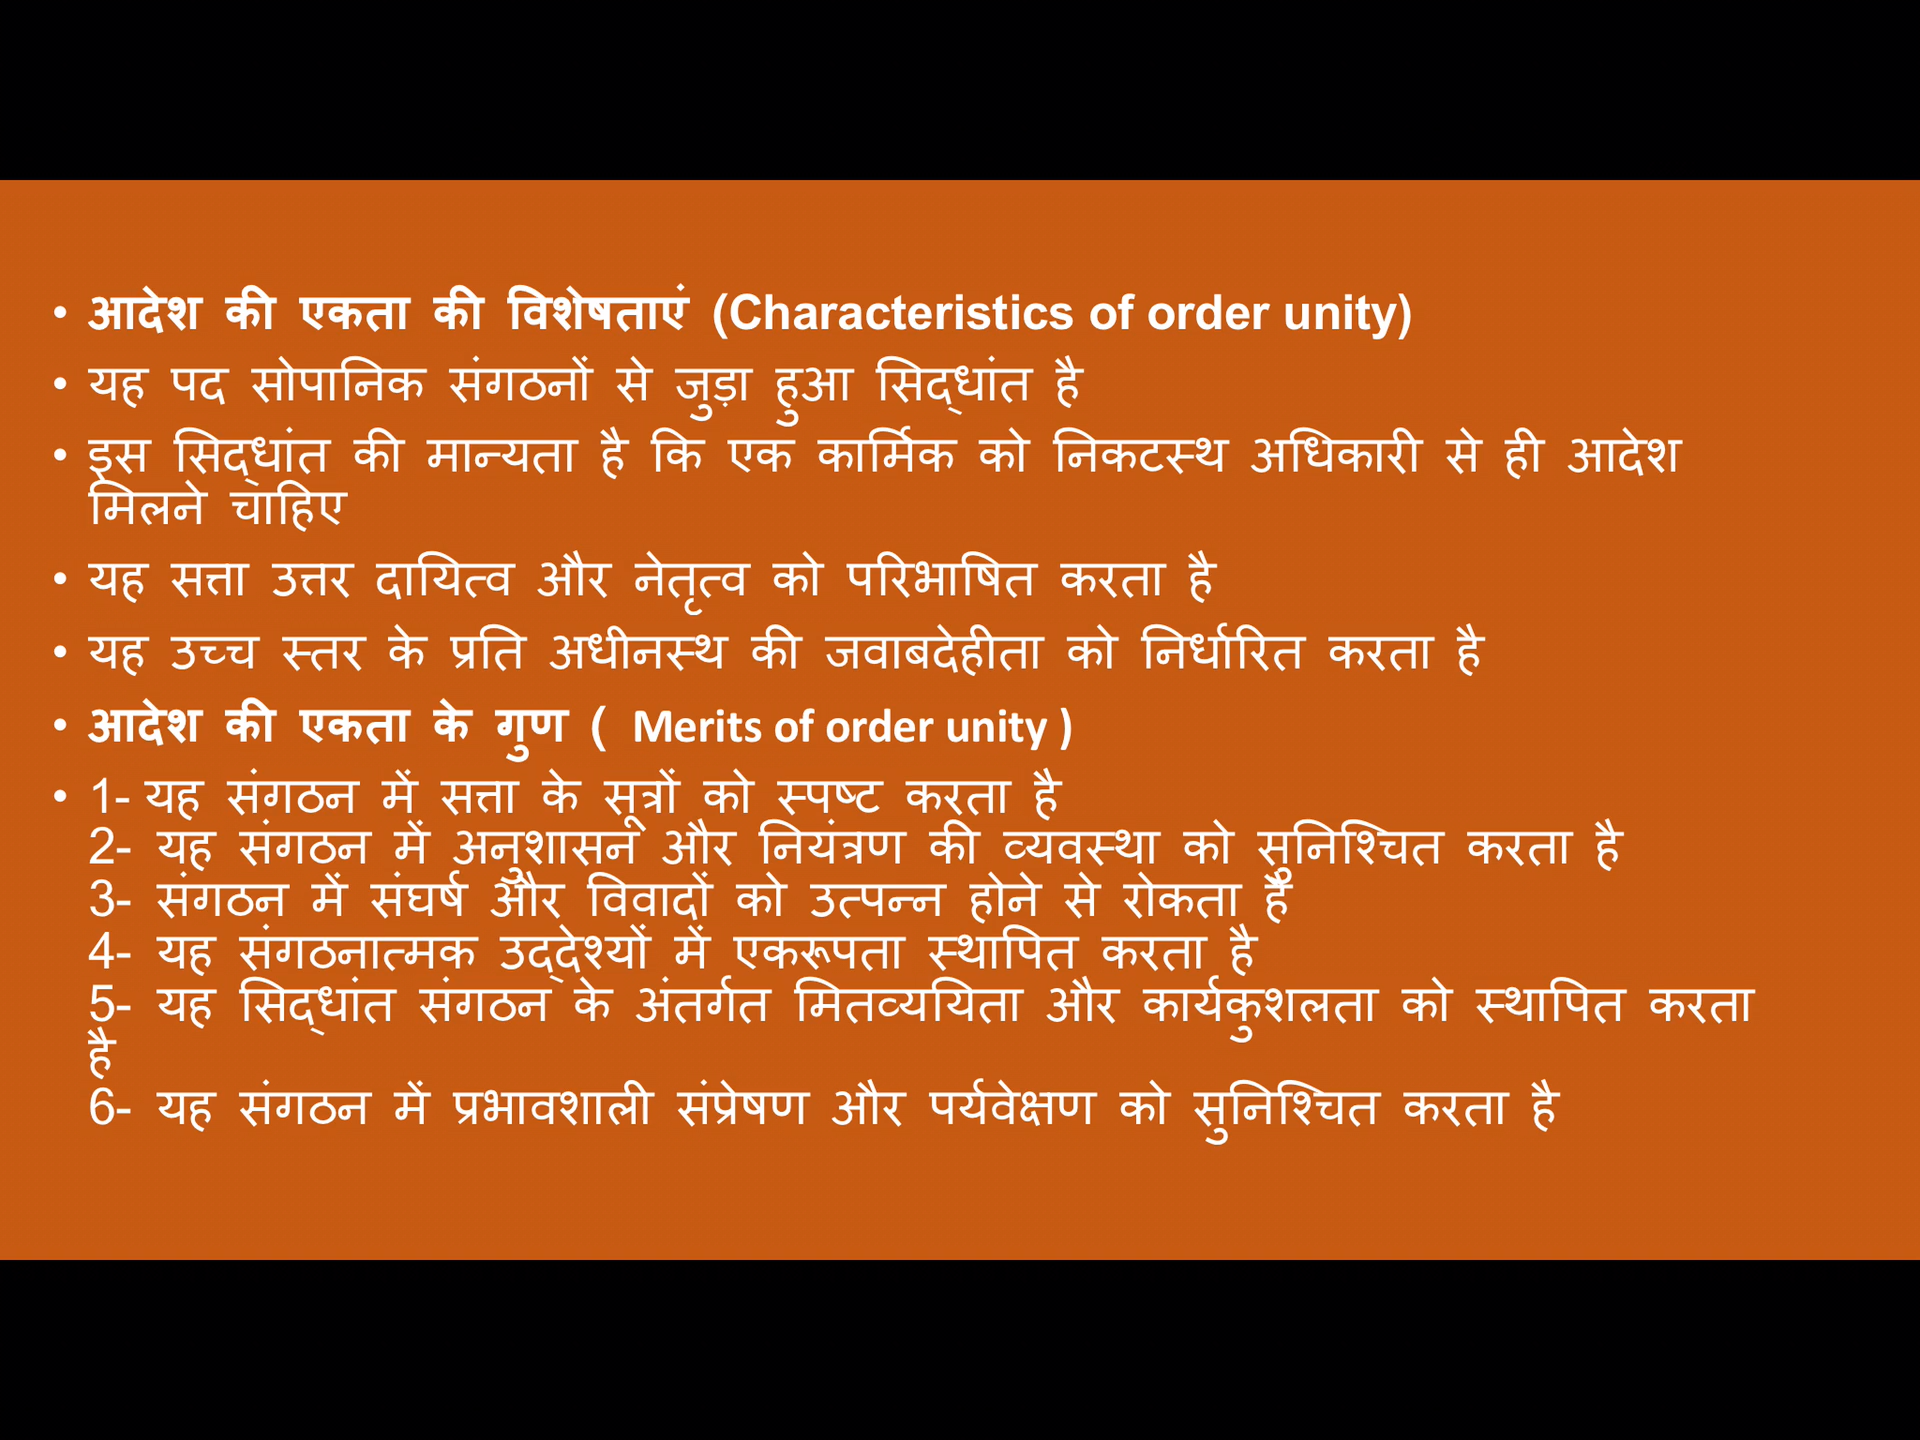 • आदेश की एकता की विशेषताएं (Characteristics of order unity)
• यह पद सोपानिक संगठनों से जुड़ा हुआ सिद्धांत है
• इस सिद्धांत की मान्यता है कि एक कार्मिक को निकटस्थ अधिकारी से ही आदेश
मिलने चाहिए
• यह सत्ता उत्तर दायित्व और नेतृत्व को परिभाषित करता है
• यह उच्च स्तर के प्रति अधीनस्थ की जवाबदेहीता को निर्धारित करता है
• आदेश की एकता के गुण ( Merits of order unity )
• 1- यह संगठन में सत्ता के सूत्रों को स्पष्ट करता है
2- यह संगठन में अनुशासन और नियंत्रण की व्यवस्था को सुनिश्चित करता है
3- संगठन में संघर्ष और विवादों को उत्पन्न होने से रोकता है
4- यह संगठनात्मक उद्देश्यों में एकरूपता स्थापित करता है
5- यह सिद्धांत संगठन के अंतर्गत मितव्ययिता और कार्यकुशलता को स्थापित करता
है
6- यह संगठन में प्रभावशाली संप्रेषण और पर्यवेक्षण को सुनिश्चित करता है